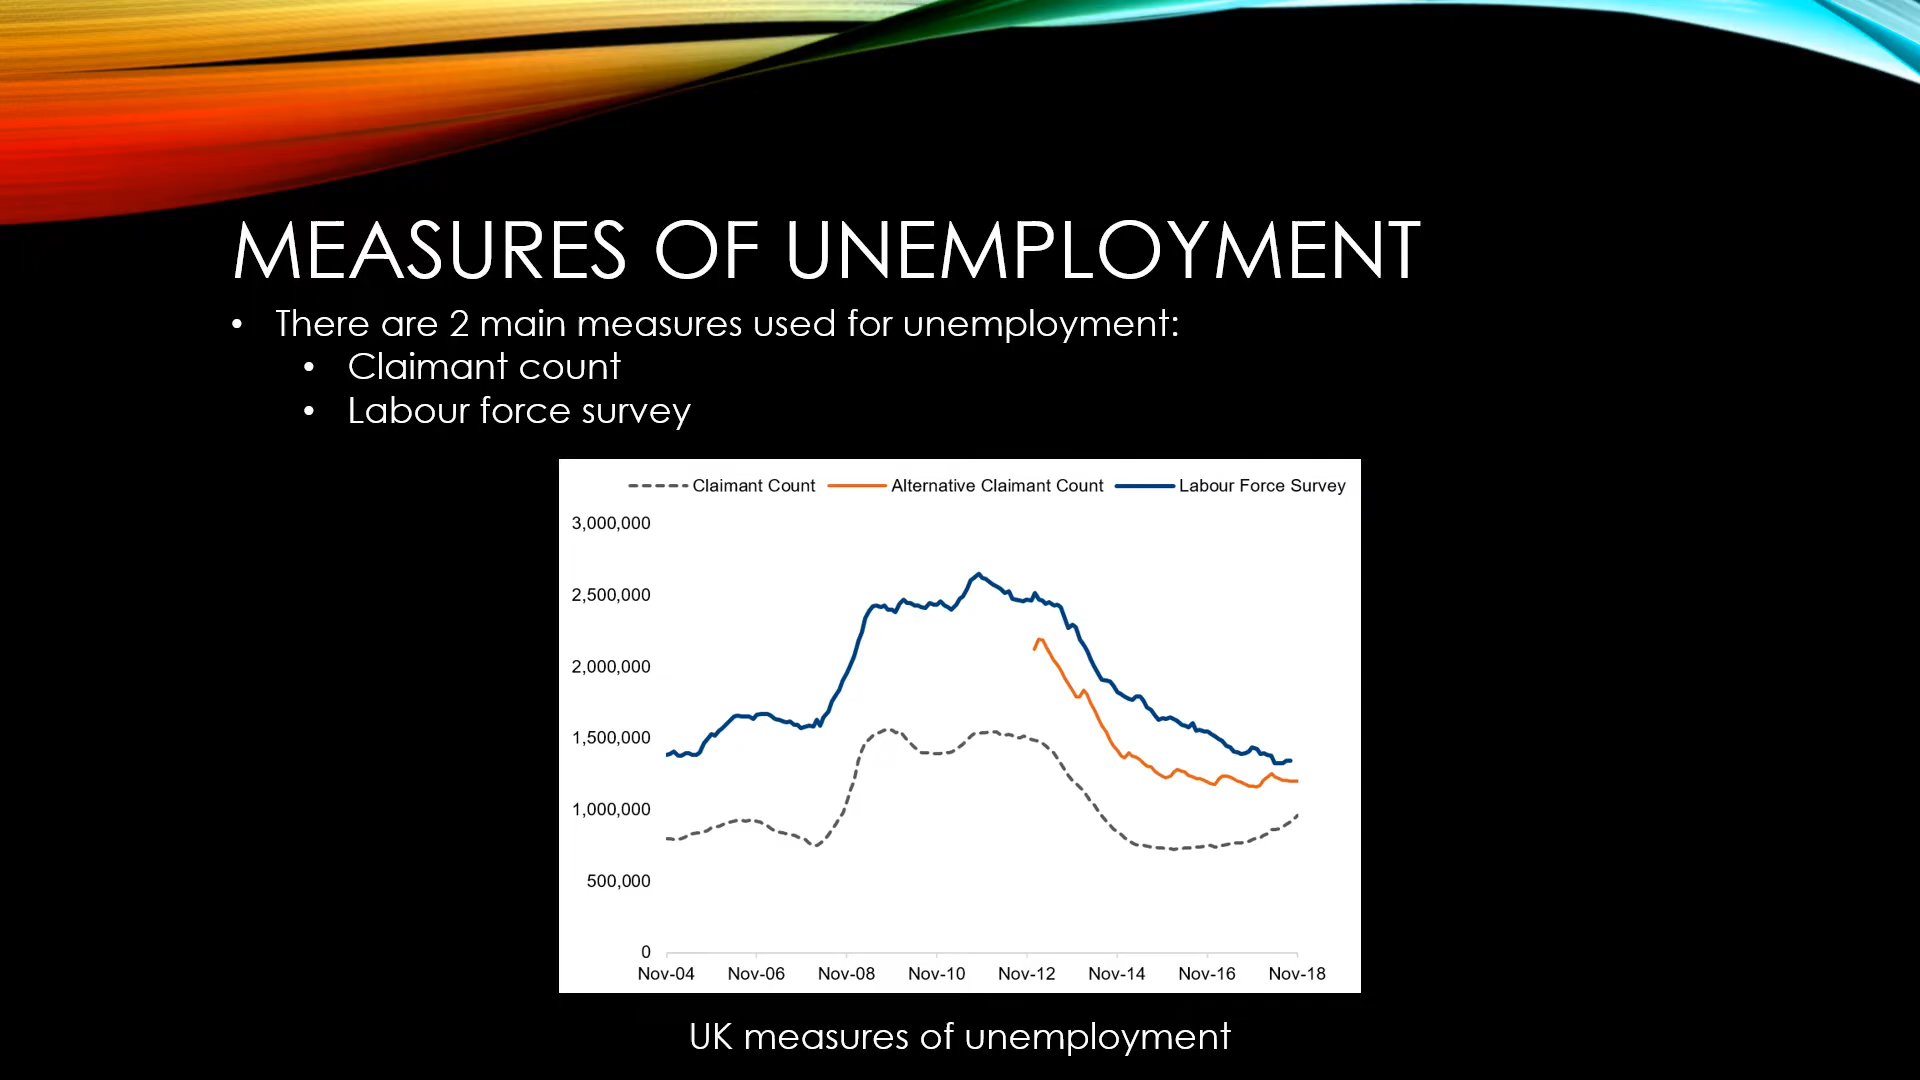 MEASURES OF UNEMPLOYMENT
• There are 2 main measures used for unemployment:
• Claimant count
• Labour force survey
Claimant Count Alternative Claimant Count Labour Force Survey
3,000,000
2,500,000
2,000,000
1,500,000
1,000,000
500,000
0
Nov-04 Nov-06 Nov-08 Nov-10 Nov-12 Nov-14 Nov-16 Nov-18
UK measures of unemployment